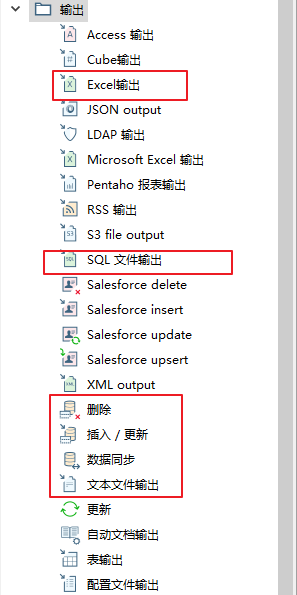 输出
Access 输出
Cube输出
Excel输出
JSON output
LDAP 输出
Microsoft Excel 输出
Pentaho 报表输出
RSS 输出
S3 file output
SQL 文件输出
Salesforce delete
Salesforce insert
Salesforce update
Salesforce upsert
XML output
删除
插入 / 更新
数据同步
文本文件输出
更新
自动文档输出
表输出
配置文件输出